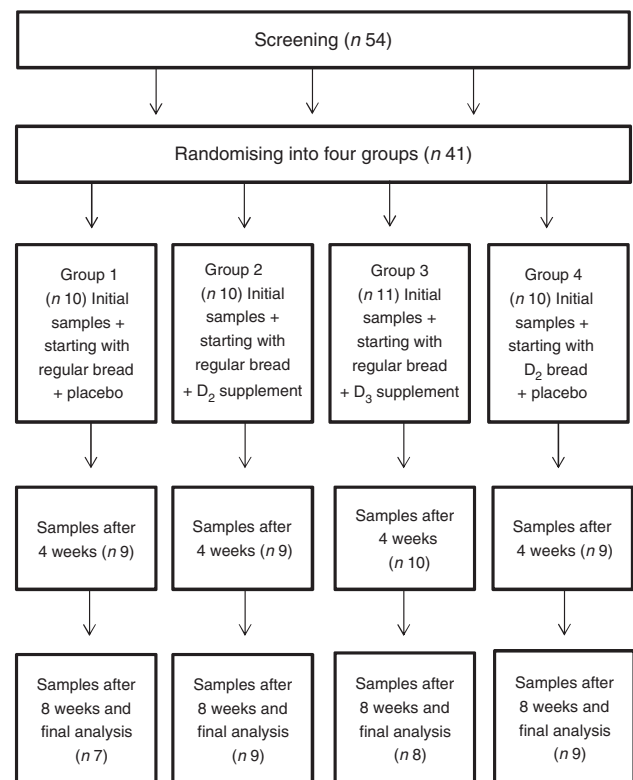 Screening (n 54)
Randomising into four groups (n 41)
Group 1
(n 10) Initial
samples +
starting with
regular bread
+ placebo
Group 2
(n 10) Initial
samples +
starting with
regular bread
+ D₂ supplement
Group 3
(n 11) Initial
samples +
starting with
regular bread
+ D₃ supplement
Group 4
(n 10) Initial
samples +
starting with
D₂ bread
+ placebo
Samples after
4 weeks (n 9)
Samples after
4 weeks (n 9)
Samples after
4 weeks
(n 10)
Samples after
4 weeks (n 9)
Samples after
8 weeks and
final analysis
(n 7)
Samples after
8 weeks and
final analysis
(n 9)
Samples after
8 weeks and
final analysis
(n 8)
Samples after
8 weeks and
final analysis
(n 9)